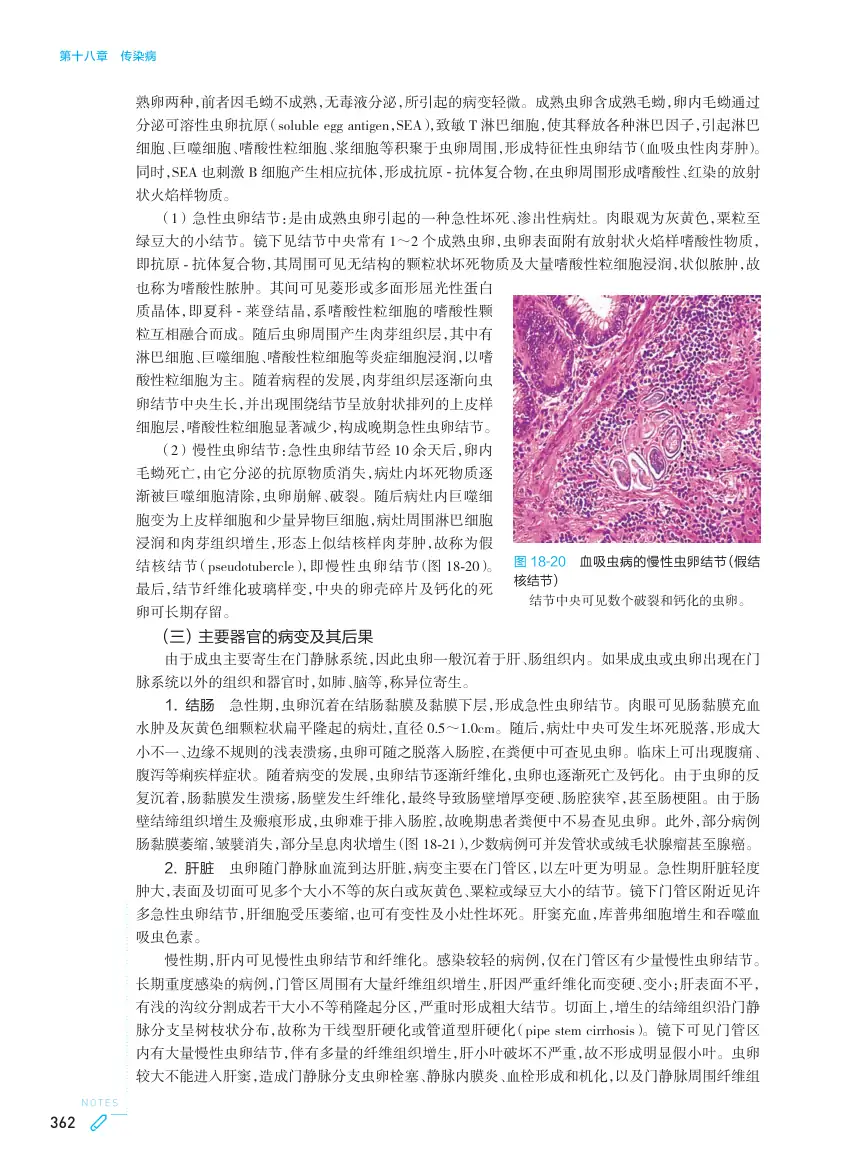 第十八章　传染病
熟卵两种,前者因毛蚴不成熟,无毒液分泌,所引起的病变轻微。成熟虫卵含成熟毛蚴,卵内毛蚴通过
分泌可溶性虫卵抗原(soluble egg antigen,SEA),致敏 T 淋巴细胞,使其释放各种淋巴因子,引起淋巴
细胞、巨噬细胞、嗜酸性粒细胞、浆细胞等积聚于虫卵周围,形成特征性虫卵结节(血吸虫性肉芽肿)。
同时,SEA 也刺激 B 细胞产生相应抗体,形成抗原 - 抗体复合物,在虫卵周围形成嗜酸性、红染的放射
状火焰样物质。
(1)急性虫卵结节:是由成熟虫卵引起的一种急性坏死、渗出性病灶。肉眼观为灰黄色,粟粒至
绿豆大的小结节。镜下见结节中央常有 1～2 个成熟虫卵,虫卵表面附有放射状火焰样嗜酸性物质,
即抗原 - 抗体复合物,其周围可见无结构的颗粒状坏死物质及大量嗜酸性粒细胞浸润,状似脓肿,故
也称为嗜酸性脓肿。其间可见菱形或多面形屈光性蛋白
质晶体,即夏科 - 莱登结晶,系嗜酸性粒细胞的嗜酸性颗
粒互相融合而成。随后虫卵周围产生肉芽组织层,其中有
淋巴细胞、巨噬细胞、嗜酸性粒细胞等炎症细胞浸润,以嗜
酸性粒细胞为主。随着病程的发展,肉芽组织层逐渐向虫
卵结节中央生长,并出现围绕结节呈放射状排列的上皮样
细胞层,嗜酸性粒细胞显著减少,构成晚期急性虫卵结节。
(2)慢性虫卵结节:急性虫卵结节经 10 余天后,卵内
毛蚴死亡,由它分泌的抗原物质消失,病灶内坏死物质逐
渐被巨噬细胞清除,虫卵崩解、破裂。随后病灶内巨噬细
胞变为上皮样细胞和少量异物巨细胞,病灶周围淋巴细胞
浸润和肉芽组织增生,形态上似结核样肉芽肿,故称为假
结核结节(pseudotubercle),即慢性虫卵结节(图 18-20)。
最后,结节纤维化玻璃样变,中央的卵壳碎片及钙化的死
卵可长期存留。
图 18-20　血吸虫病的慢性虫卵结节(假结
核结节)
结节中央可见数个破裂和钙化的虫卵。
(三)主要器官的病变及其后果
由于成虫主要寄生在门静脉系统,因此虫卵一般沉着于肝、肠组织内。如果成虫或虫卵出现在门
脉系统以外的组织和器官时,如肺、脑等,称异位寄生。
1. 结肠　急性期,虫卵沉着在结肠黏膜及黏膜下层,形成急性虫卵结节。肉眼可见肠黏膜充血
水肿及灰黄色细颗粒状扁平隆起的病灶,直径 0.5～1.0cm。随后,病灶中央可发生坏死脱落,形成大
小不一、边缘不规则的浅表溃疡,虫卵可随之脱落入肠腔,在粪便中可查见虫卵。临床上可出现腹痛、
腹泻等痢疾样症状。随着病变的发展,虫卵结节逐渐纤维化,虫卵也逐渐死亡及钙化。由于虫卵的反
复沉着,肠黏膜发生溃疡,肠壁发生纤维化,最终导致肠壁增厚变硬、肠腔狭窄,甚至肠梗阻。由于肠
壁结缔组织增生及瘢痕形成,虫卵难于排入肠腔,故晚期患者粪便中不易查见虫卵。此外,部分病例
肠黏膜萎缩,皱襞消失,部分呈息肉状增生(图 18-21),少数病例可并发管状或绒毛状腺瘤甚至腺癌。
2. 肝脏　虫卵随门静脉血流到达肝脏,病变主要在门管区,以左叶更为明显。急性期肝脏轻度
肿大,表面及切面可见多个大小不等的灰白或灰黄色、粟粒或绿豆大小的结节。镜下门管区附近见许
多急性虫卵结节,肝细胞受压萎缩,也可有变性及小灶性坏死。肝窦充血,库普弗细胞增生和吞噬血
吸虫色素。
慢性期,肝内可见慢性虫卵结节和纤维化。感染较轻的病例,仅在门管区有少量慢性虫卵结节。
长期重度感染的病例,门管区周围有大量纤维组织增生,肝因严重纤维化而变硬、变小;肝表面不平,
有浅的沟纹分割成若干大小不等稍隆起分区,严重时形成粗大结节。切面上,增生的结缔组织沿门静
脉分支呈树枝状分布,故称为干线型肝硬化或管道型肝硬化(pipe stem cirrhosis)。镜下可见门管区
内有大量慢性虫卵结节,伴有多量的纤维组织增生,肝小叶破坏不严重,故不形成明显假小叶。虫卵
较大不能进入肝窦,造成门静脉分支虫卵栓塞、静脉内膜炎、血栓形成和机化,以及门静脉周围纤维组
NOTES
362